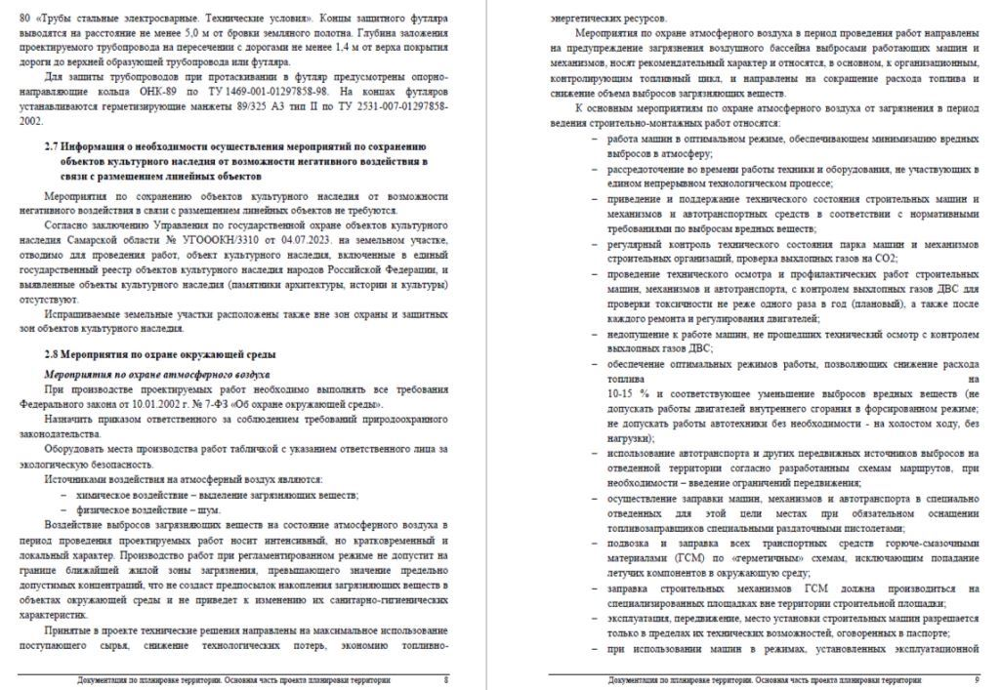 80 «Трубы стальные электросварные. Технические условия». Концы защитного футляра
выводятся на расстояние не менее 5,0 м от бровки земляного полотна. Глубина заложения
проектируемого трубопровода на пересечении с дорогами не менее 1,4 м от верха покрытия
дороги до верхней образующей трубопровода или футляра.
Для защиты трубопроводов при протаскивании в футляр предусмотрены опорно-
направляющие кольца ОНК-89 по ТУ 1469-001-01297858-98. На концах футляров
устанавливаются герметизирующие манжеты 89/325 А3 тип II по ТУ 2531-007-01297858-
2002.
2.7 Информация о необходимости осуществления мероприятий по сохранению
объектов культурного наследия от возможности негативного воздействия в
связи с размещением линейных объектов
Мероприятия по сохранению объектов культурного наследия от возможности
негативного воздействия в связи с размещением линейных объектов не требуются.
Согласно заключению Управления по государственной охране объектов культурного
наследия Самарской области № УГОООКН/3310 от 04.07.2023. на земельном участке,
отводимо для проведения работ, объект культурного наследия, включенные в единый
государственный реестр объектов культурного наследия народов Российской Федерации, и
выявленные объекты культурного наследия (памятники архитектуры, истории и культуры)
отсутствуют.
Испрашиваемые земельные участки расположены также вне зон охраны и защитных
зон объектов культурного наследия.
2.8 Мероприятия по охране окружающей среды
Мероприятия по охране атмосферного воздуха
При производстве проектируемых работ необходимо выполнять все требования
Федерального закона от 10.01.2002 г. № 7-ФЗ «Об охране окружающей среды».
Назначить приказом ответственного за соблюдением требований природоохранного
законодательства.
Оборудовать места производства работ табличкой с указанием ответственного лица за
экологическую безопасность.
Источниками воздействия на атмосферный воздух являются:
– химическое воздействие – выделение загрязняющих веществ;
– физическое воздействие – шум.
Воздействие выбросов загрязняющих веществ на состояние атмосферного воздуха в
период проведения проектируемых работ носит интенсивный, но кратковременный и
локальный характер. Производство работ при регламентированном режиме не допустит на
границе ближайшей жилой зоны загрязнения, превышающего значение предельно
допустимых концентраций, что не создаст предпосылок накопления загрязняющих веществ в
объектах окружающей среды и не приведет к изменению их санитарно-гигиенических
характеристик.
Принятые в проекте технические решения направлены на максимальное использование
поступающего сырья, снижение технологических потерь, экономию топливно-
Документация по планировке территории. Основная часть проекта планировки территории 8
энергетических ресурсов.
Мероприятия по охране атмосферного воздуха в период проведения работ направлены
на предупреждение загрязнения воздушного бассейна выбросами работающих машин и
механизмов, носят рекомендательный характер и относятся, в основном, к организационным,
контролирующим топливный цикл, и направлены на сокращение расхода топлива и
снижение объема выбросов загрязняющих веществ.
К основным мероприятиям по охране атмосферного воздуха от загрязнения в период
ведения строительно-монтажных работ относятся:
– работа машин в оптимальном режиме, обеспечивающем минимизацию вредных
выбросов в атмосферу;
– рассредоточение во времени работы техники и оборудования, не участвующих в
едином непрерывном технологическом процессе;
– приведение и поддержание технического состояния строительных машин и
механизмов и автотранспортных средств в соответствии с нормативными
требованиями по выбросам вредных веществ;
– регулярный контроль технического состояния парка машин и механизмов
строительных организаций, проверка выхлопных газов на СО2;
– проведение технического осмотра и профилактических работ строительных
машин, механизмов и автотранспорта, с контролем выхлопных газов ДВС для
проверки токсичности не реже одного раза в год (плановый), а также после
каждого ремонта и регулирования двигателей;
– недопущение к работе машин, не прошедших технический осмотр с контролем
выхлопных газов ДВС;
– обеспечение оптимальных режимов работы, позволяющих снижение расхода
топлива на
10-15 % и соответствующее уменьшение выбросов вредных веществ (не
допускать работы двигателей внутреннего сгорания в форсированном режиме;
не допускать работы автотехники без необходимости - на холостом ходу, без
нагрузки);
– использование автотранспорта и других передвижных источников выбросов на
отведенной территории согласно разработанным схемам маршрутов, при
необходимости – введение ограничений передвижения;
– осуществление заправки машин, механизмов и автотранспорта в специально
отведенных для этой цели местах при обязательном оснащении
топливозаправщиков специальными раздаточными пистолетами;
– подвозка и заправка всех транспортных средств горюче-смазочными
материалами (ГСМ) по «герметичным» схемам, исключающим попадание
летучих компонентов в окружающую среду;
– заправка строительных механизмов ГСМ должна производиться на
специализированных площадках вне территории строительной площадки;
– эксплуатация, передвижение, место установки строительных машин разрешается
только в пределах их технических возможностей, оговоренных в паспорте;
– при использовании машин в режимах, установленных эксплуатационной
Документация по планировке территории. Основная часть проекта планировки территории 9